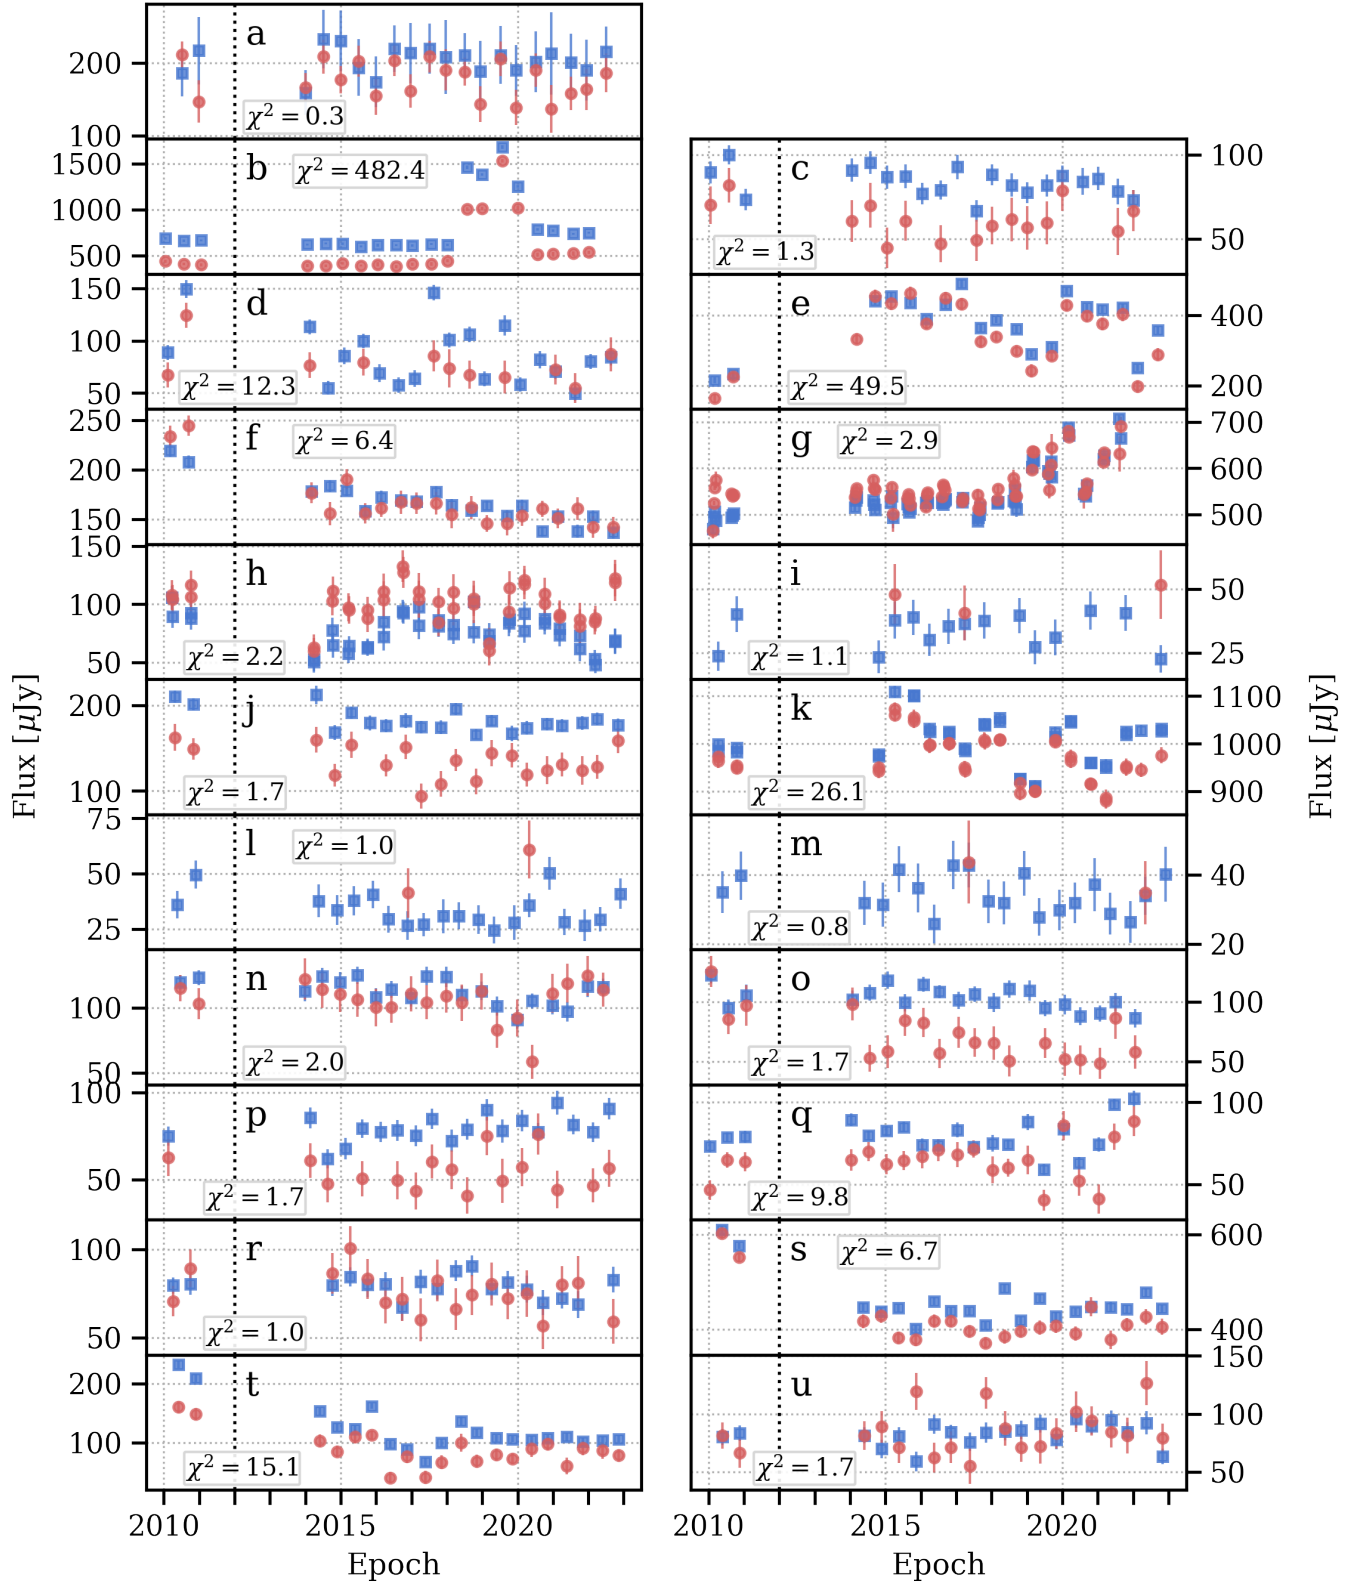 a
200
100
χ² = 0.3
b
1500
1000
500
χ² = 482.4
c
100
50
χ² = 1.3
d
150
100
50
χ² = 12.3
e
400
200
χ² = 49.5
f
250
200
150
χ² = 6.4
g
700
600
500
χ² = 2.9
h
150
100
50
χ² = 2.2
i
50
25
χ² = 1.1
j
200
100
χ² = 1.7
k
1100
1000
900
χ² = 26.1
Flux [μJy]
Flux [μJy]
l
75
50
25
χ² = 1.0
m
40
20
χ² = 0.8
n
100
50
χ² = 2.0
o
100
50
χ² = 1.7
p
100
50
χ² = 1.7
q
100
50
χ² = 9.8
r
100
50
χ² = 1.0
s
600
400
χ² = 6.7
t
200
100
χ² = 15.1
u
150
100
50
χ² = 1.7
2010 2015 2020
2010 2015 2020
Epoch
Epoch